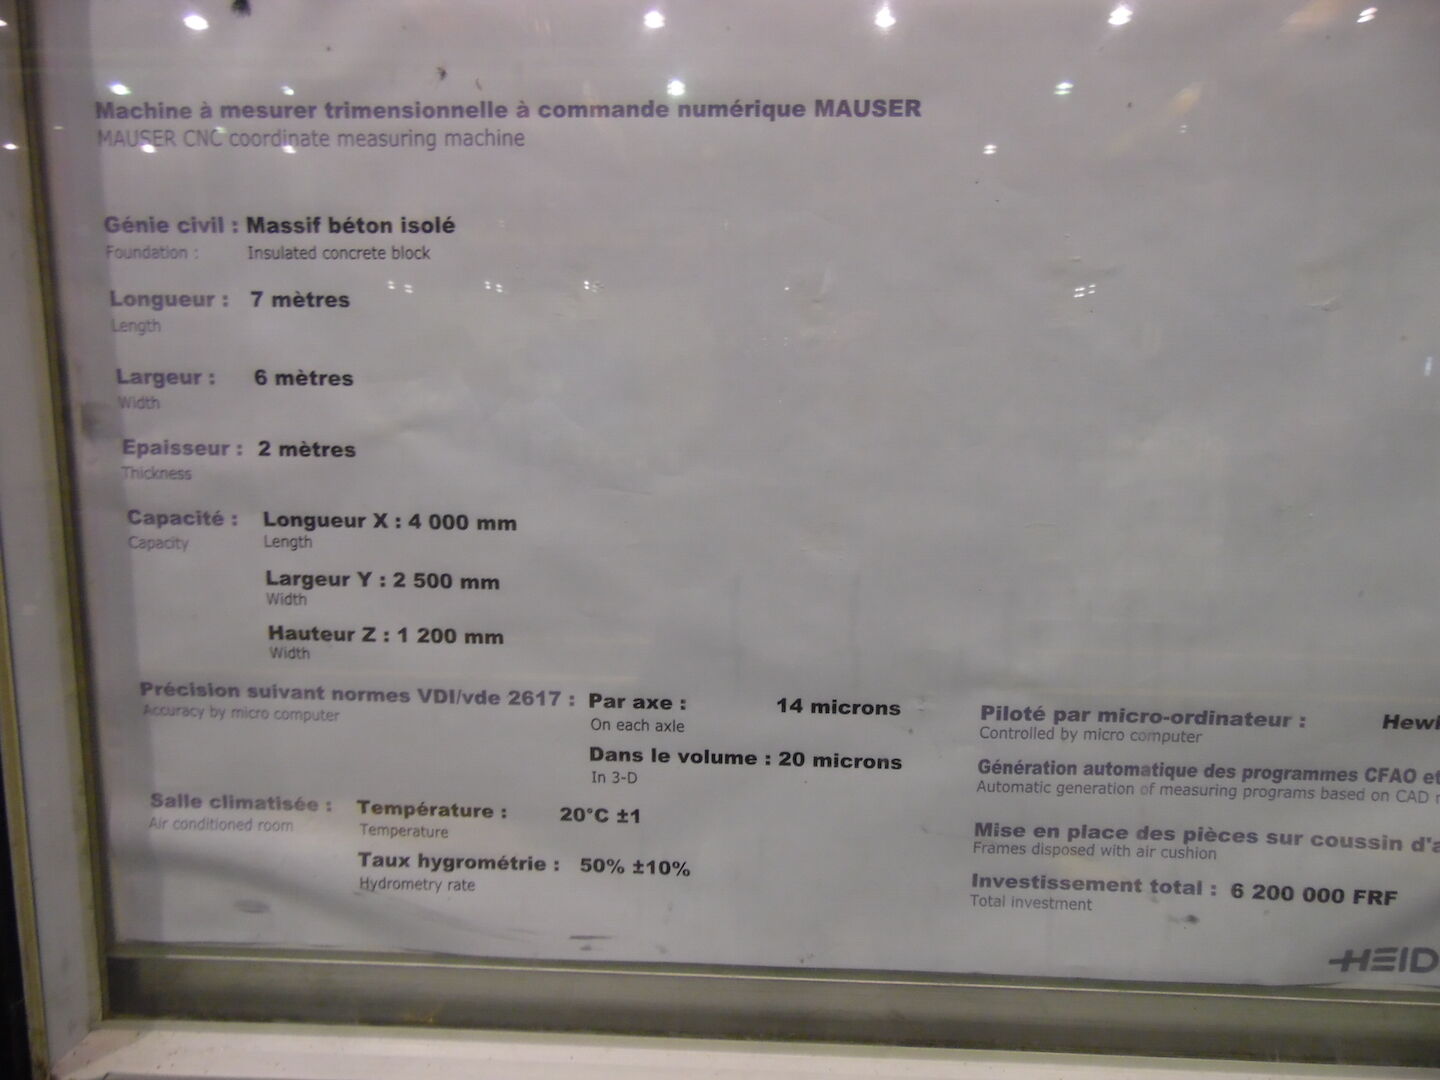 Machine à mesurer trimensionnelle à commande numérique MAUSER
MAUSER CNC coordinate measuring machine
Génie civil : Massif béton isolé
Foundation : Insulated concrete block
Longueur : 7 mètres
Length
Largeur : 6 mètres
Width
Epaisseur : 2 mètres
Thickness
Capacité : Longueur X : 4 000 mm
Capacity Length
Largeur Y : 2 500 mm
Width
Hauteur Z : 1 200 mm
Width
Précision suivant normes VDI/vde 2617 : Par axe : 14 microns
Accuracy by micro computer On each axle
Dans le volume : 20 microns
In 3-D
Salle climatisée : Température : 20°C ±1
Air conditioned room Temperature
Taux hygrométrie : 50% ±10%
Hydrometry rate
Piloté par micro-ordinateur :
Controlled by micro computer
Génération automatique des programmes CFAO et
Automatic generation of measuring programs based on CAD
Mise en place des pièces sur coussin
Frames disposed with air cushion
Investissement total : 6 200 000 FRF
Total investment